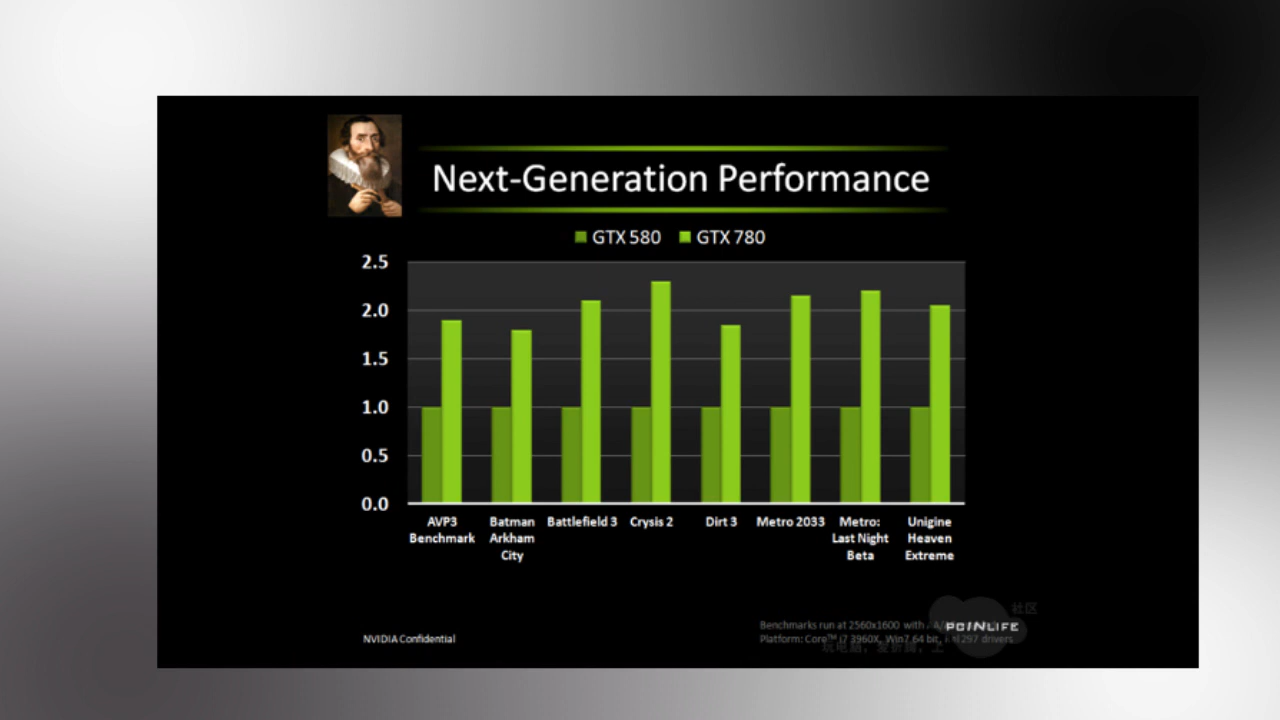 Next-Generation Performance
GTX 580 GTX 780
2.5
2.0
1.5
1.0
0.5
0.0
AVP3 Benchmark
Batman Arkham City
Battlefield 3
Crysis 2
Dirt 3
Metro 2033
Metro: Last Night Beta
Unigine Heaven Extreme
NVIDIA Confidential
Benchmarks run at 2560x1600 with
Platform: Core™ i7 3960X, Win7 64 bit, 297 drivers
社区
PCINLIFE
玩电脑，爱折腾，上